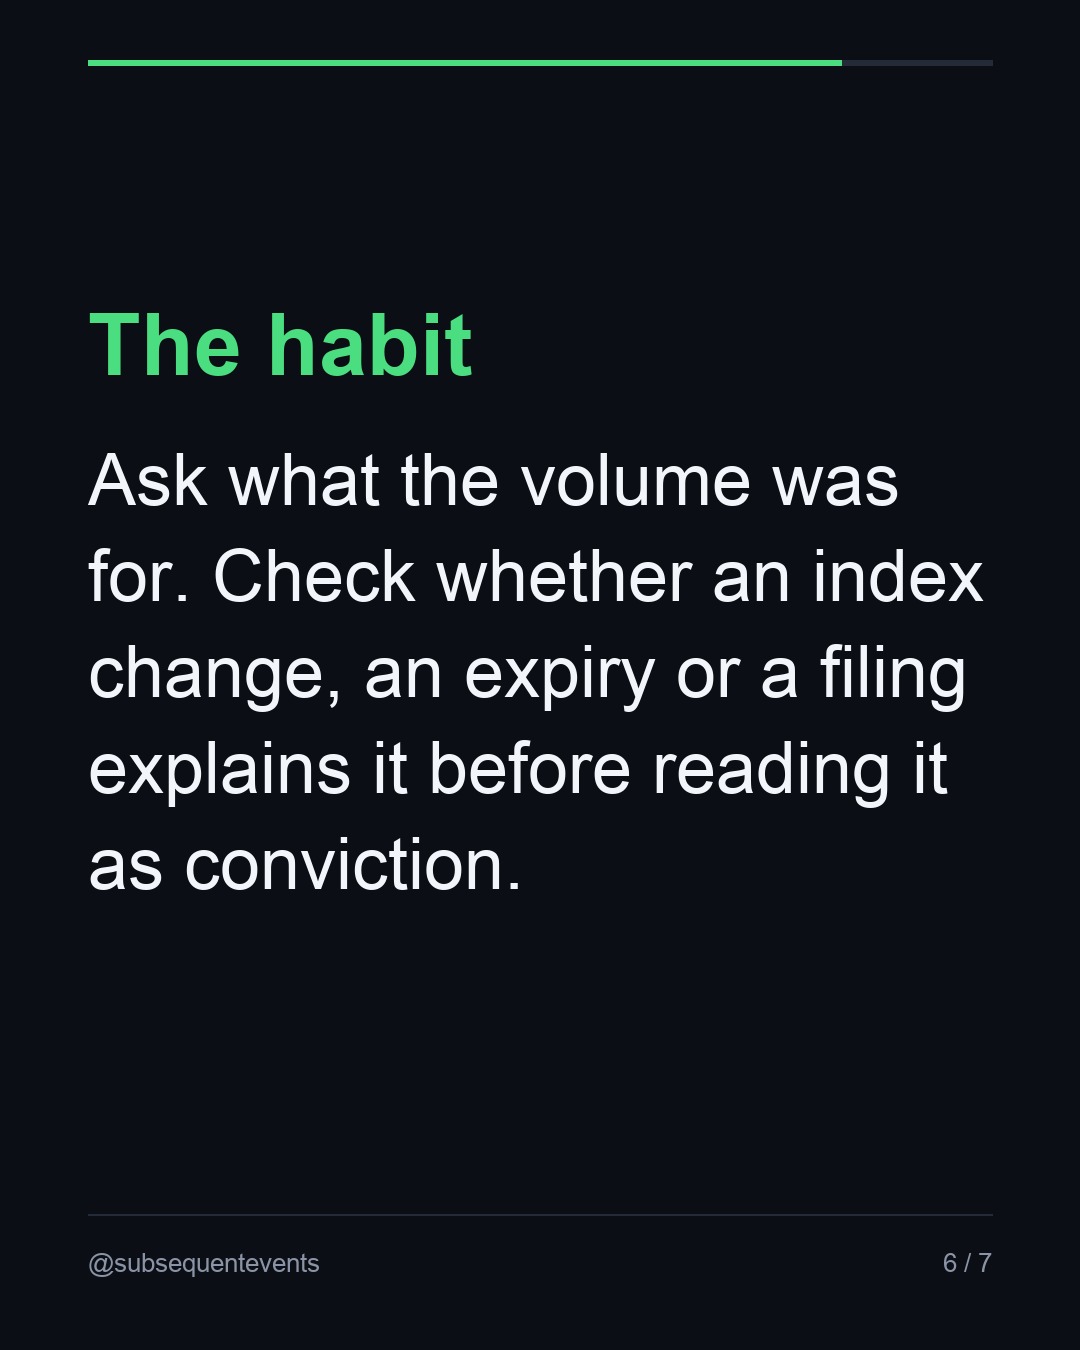 The habit
Ask what the volume was
for. Check whether an index
change, an expiry or a filing
explains it before reading it
as conviction.
@subsequentevents
6 / 7